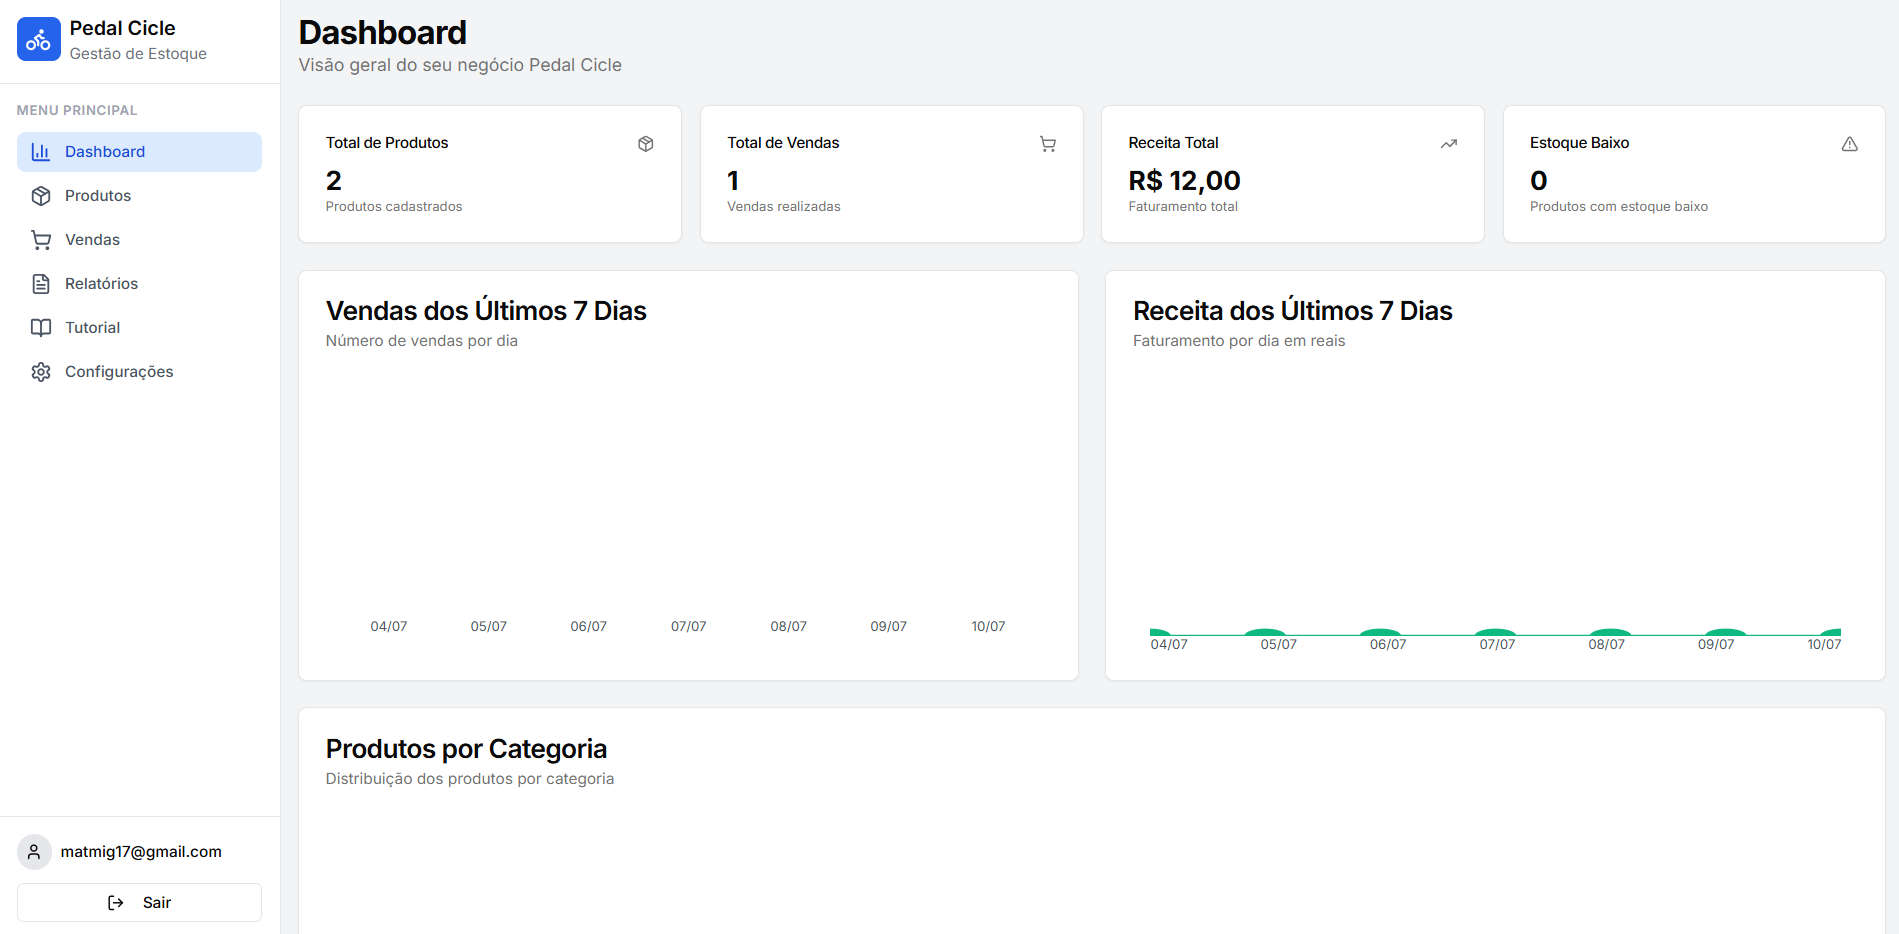 Pedal Cicle
Gestão de Estoque
MENU PRINCIPAL
Dashboard
Produtos
Vendas
Relatórios
Tutorial
Configurações
matmig17@gmail.com
Sair
Dashboard
Visão geral do seu negócio Pedal Cicle
Total de Produtos
2
Produtos cadastrados
Total de Vendas
1
Vendas realizadas
Receita Total
R$ 12,00
Faturamento total
Estoque Baixo
0
Produtos com estoque baixo
Vendas dos Últimos 7 Dias
Número de vendas por dia
04/07 05/07 06/07 07/07 08/07 09/07 10/07
Receita dos Últimos 7 Dias
Faturamento por dia em reais
04/07 05/07 06/07 07/07 08/07 09/07 10/07
Produtos por Categoria
Distribuição dos produtos por categoria